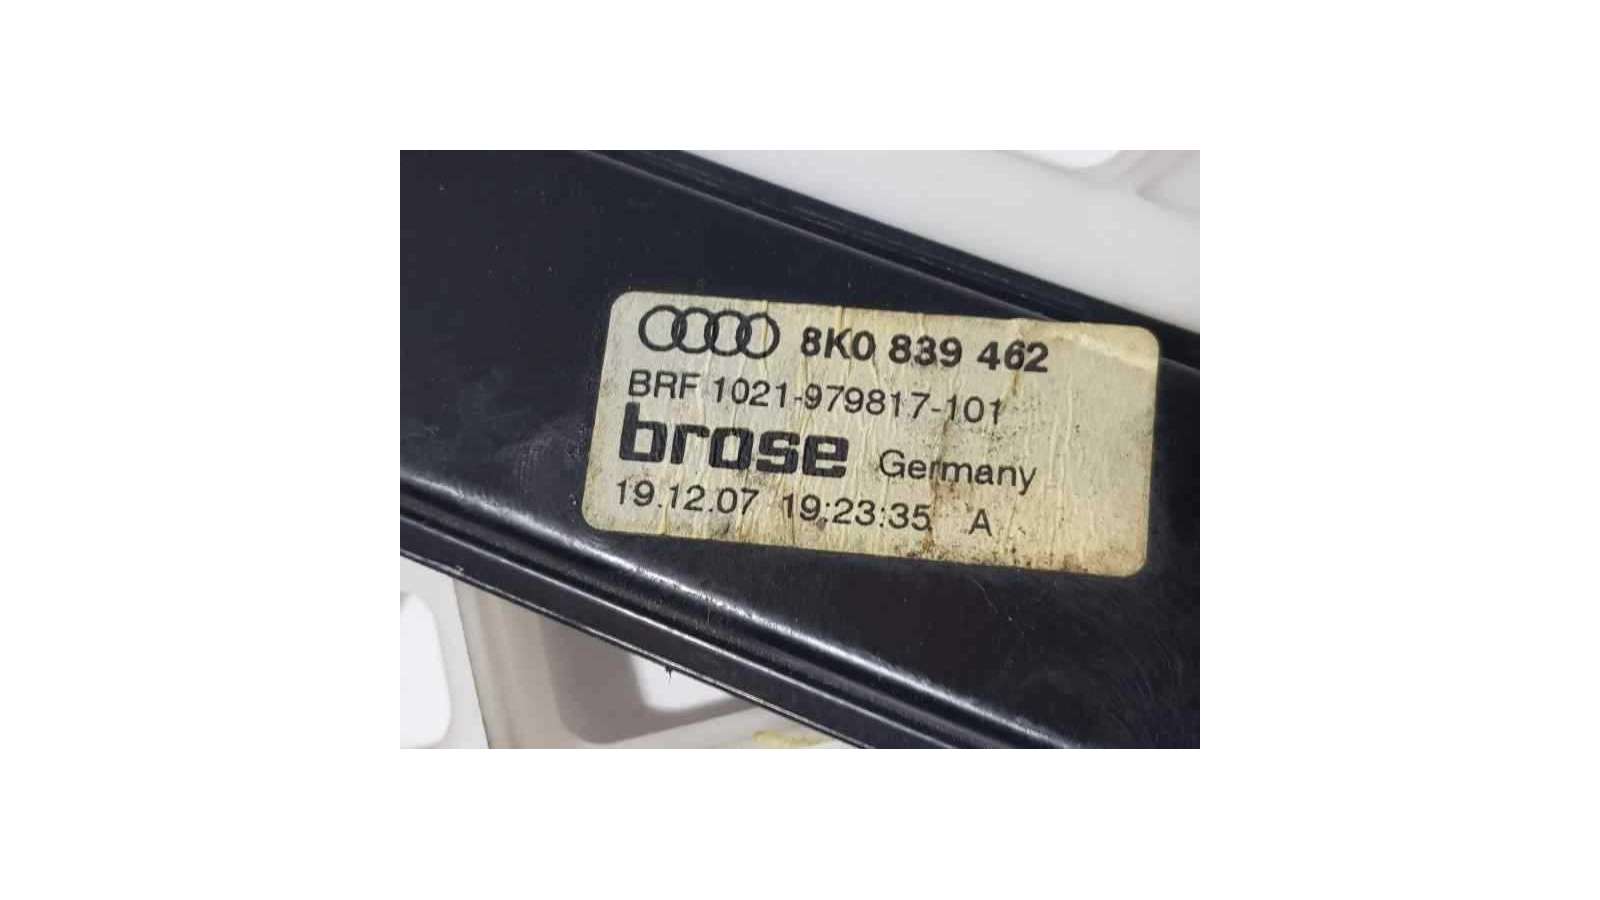 8K0 839 462
BRF 1021-979817-101
brose Germany
19.12.07 19:23:35 A